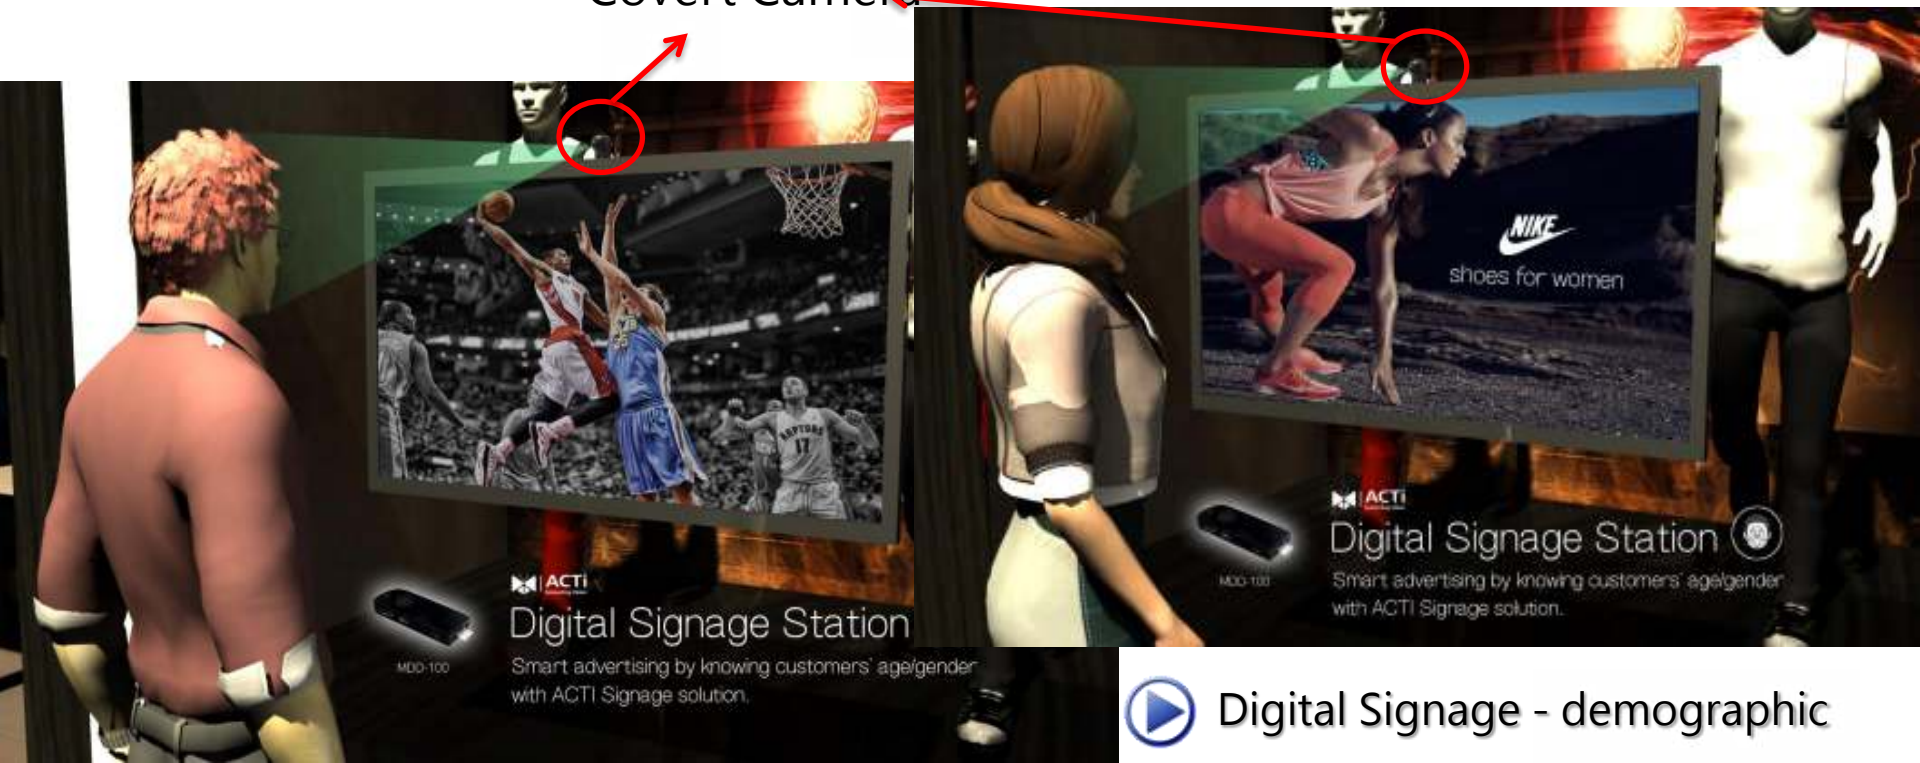 Covert Camera
NIKE
shoes for women
RAPTORS
17
ACTi
Digital Signage Station
MDD-100
Smart advertising by knowing customers' age/gender
with ACTI Signage solution.
ACTi
Digital Signage Station
MDD-100
Smart advertising by knowing customers' age/gender
with ACTI Signage solution.
Digital Signage - demographic